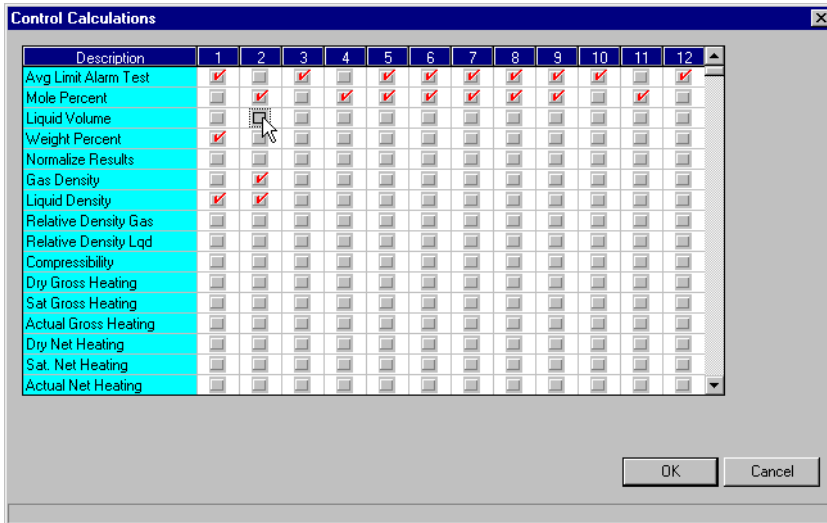 Control Calculations
Description 1 2 3 4 5 6 7 8 9 10 11 12
Avg Limit Alarm Test
Mole Percent
Liquid Volume
Weight Percent
Normalize Results
Gas Density
Liquid Density
Relative Density Gas
Relative Density Lqd
Compressibility
Dry Gross Heating
Sat Gross Heating
Actual Gross Heating
Dry Net Heating
Sat. Net Heating
Actual Net Heating
OK Cancel